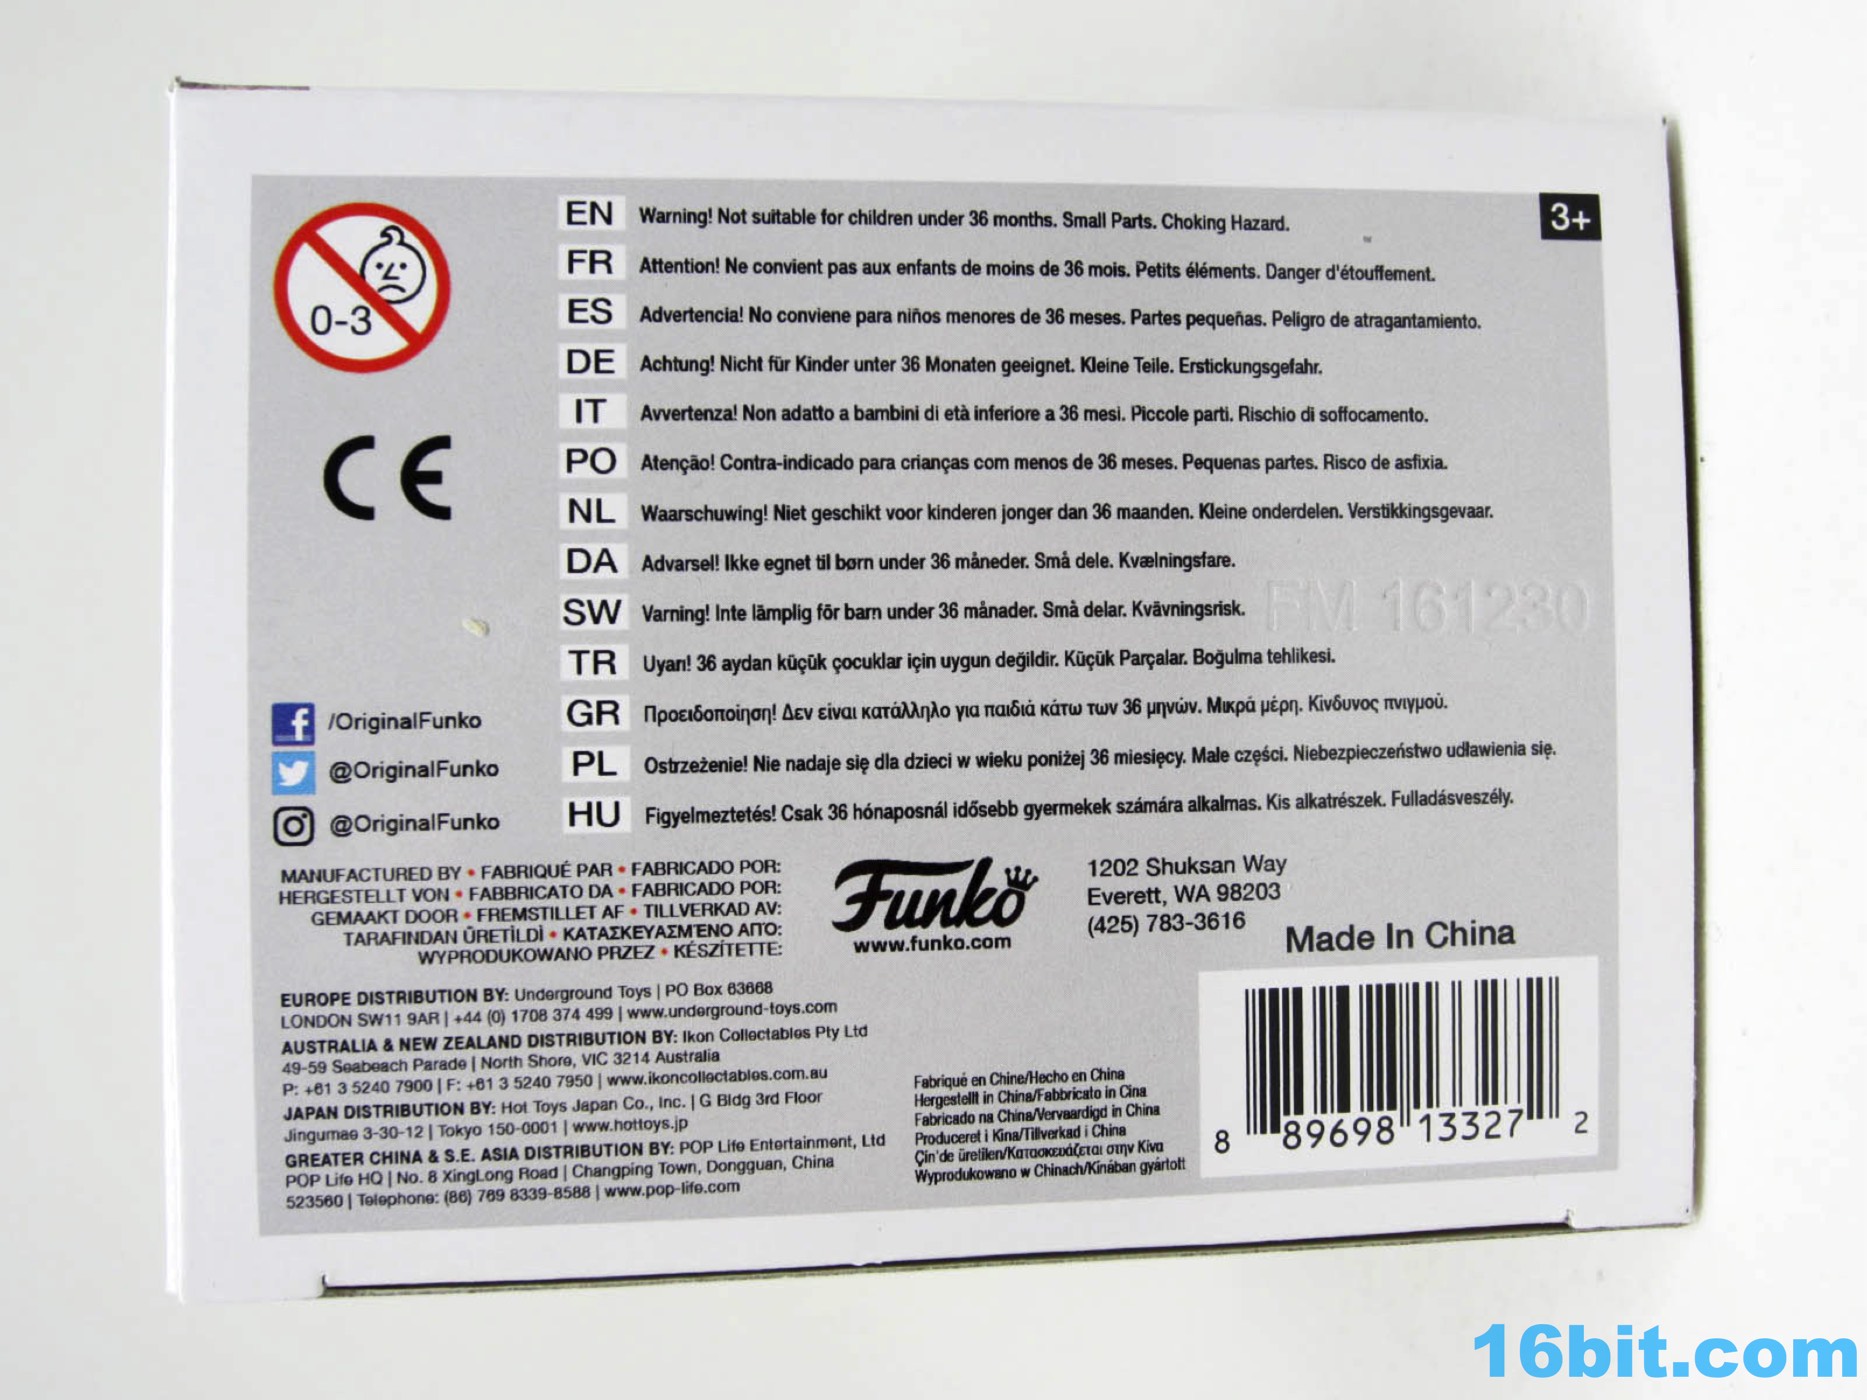 0-3
EN Warning! Not suitable for children under 36 months. Small Parts. Choking Hazard.
3+
FR Attention! Ne convient pas aux enfants de moins de 36 mois. Petits éléments. Danger d'étouffement.
ES Advertencia! No conviene para niños menores de 36 meses. Partes pequeñas. Peligro de atragantamiento.
DE Achtung! Nicht für Kinder unter 36 Monaten geeignet. Kleine Teile. Erstickungsgefahr.
IT Avvertenza! Non adatto a bambini di età inferiore a 36 mesi. Piccole parti. Rischio di soffocamento.
PO Atenção! Contra-indicado para crianças com menos de 36 meses. Pequenas partes. Risco de asfixia.
CE
NL Waarschuwing! Niet geschikt voor kinderen jonger dan 36 maanden. Kleine onderdelen. Verstikkingsgevaar.
DA Advarsel! Ikke egnet til børn under 36 måneder. Små dele. Kvælningsfare.
SW Varning! Inte lämplig för barn under 36 månader. Små delar. Kvävningsrisk.
FM 161230
TR Uyarı! 36 aydan küçük çocuklar için uygun değildir. Küçük Parçalar. Boğulma tehlikesi.
GR Προειδοποίηση! Δεν είναι κατάλληλο για παιδιά κάτω των 36 μηνών. Μικρά μέρη. Κίνδυνος πνιγμού.
PL Ostrzeżenie! Nie nadaje się dla dzieci w wieku poniżej 36 miesięcy. Małe części. Niebezpieczeństwo udławienia się.
HU Figyelmeztetés! Csak 36 hónaposnál idősebb gyermekek számára alkalmas. Kis alkatrészek. Fulladásveszély.
/OriginalFunko
@OriginalFunko
@OriginalFunko
MANUFACTURED BY • FABRIQUÉ PAR • FABRICADO POR:
HERGESTELLT VON • FABBRICATO DA • FABRICADO POR:
GEMAAKT DOOR • FREMSTILLET AF • TILLVERKAD AV:
TARAFINDAN ÜRETİLDİ • ΚΑΤΑΣΚΕΥΑΣΜΈΝΟ ΑΠΌ:
WYPRODUKOWANO PRZEZ • KÉSZÍTETTE:
Funko
www.funko.com
1202 Shuksan Way
Everett, WA 98203
(425) 783-3616
Made In China
EUROPE DISTRIBUTION BY: Underground Toys | PO Box 63668
LONDON SW11 9AR | +44 (0) 1708 374 499 | www.underground-toys.com
AUSTRALIA & NEW ZEALAND DISTRIBUTION BY: Ikon Collectables Pty Ltd
49-59 Seabeach Parade | North Shore, VIC 3214 Australia
P: +61 3 5240 7900 | F: +61 3 5240 7950 | www.ikoncollectables.com.au
JAPAN DISTRIBUTION BY: Hot Toys Japan Co., Inc. | G Bldg 3rd Floor
Jingumae 3-30-12 | Tokyo 150-0001 | www.hottoys.jp
GREATER CHINA & S.E. ASIA DISTRIBUTION BY: POP Life Entertainment, Ltd
POP Life HQ | No. 8 XingLong Road | Changping Town, Dongguan, China
523560 | Telephone: (86) 769 8339-8588 | www.pop-life.com
Fabriqué en Chine/Hecho en China
Hergestellt in China/Fabbricato in Cina
Fabricado na China/Vervaardigd in China
Produceret i Kina/Tillverkad i China
Çin'de üretilen/Κατασκευάζεται στην Κίνα
Wyprodukowano w Chinach/Kínában gyártott
8 89698 13327 2
16bit.com